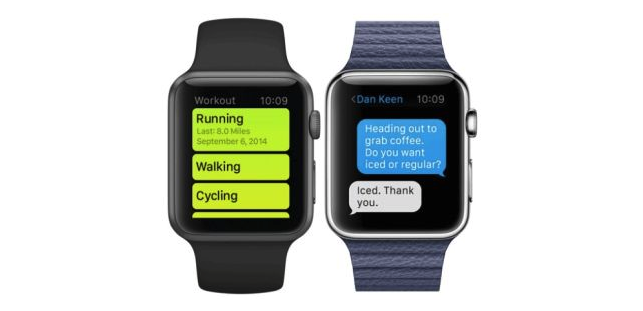 Workout 10:09
Running
Last: 8.0 Miles
September 6, 2014
Walking
Cycling
<Dan Keen 10:09
Heading out to
grab coffee.
Do you want
iced or regular?
Iced. Thank
you.